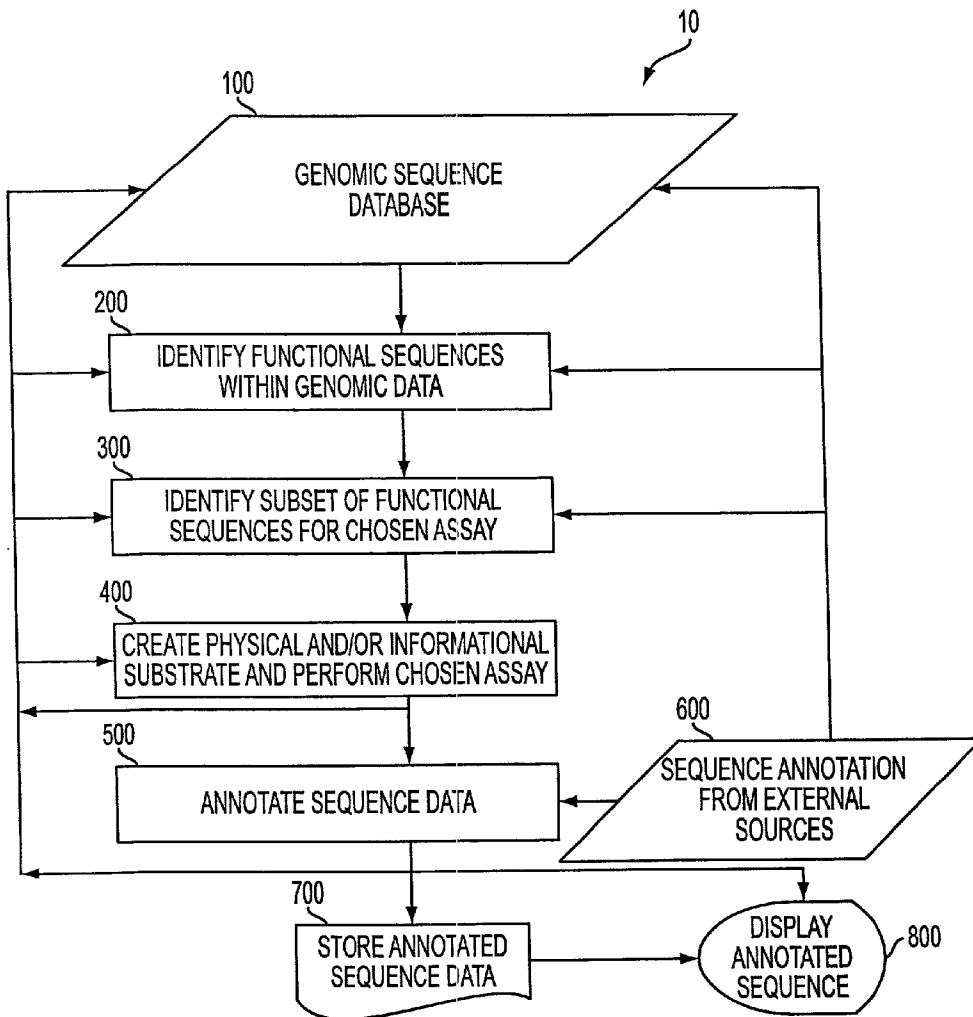 10
100
GENOMIC SEQUENCE
DATABASE
200
IDENTIFY FUNCTIONAL SEQUENCES
WITHIN GENOMIC DATA
300
IDENTIFY SUBSET OF FUNCTIONAL
SEQUENCES FOR CHOSEN ASSAY
400
CREATE PHYSICAL AND/OR INFORMATIONAL
SUBSTRATE AND PERFORM CHOSEN ASSAY
500
ANNOTATE SEQUENCE DATA
600
SEQUENCE ANNOTATION
FROM EXTERNAL
SOURCES
700
STORE ANNOTATED
SEQUENCE DATA
DISPLAY
ANNOTATED
SEQUENCE
800